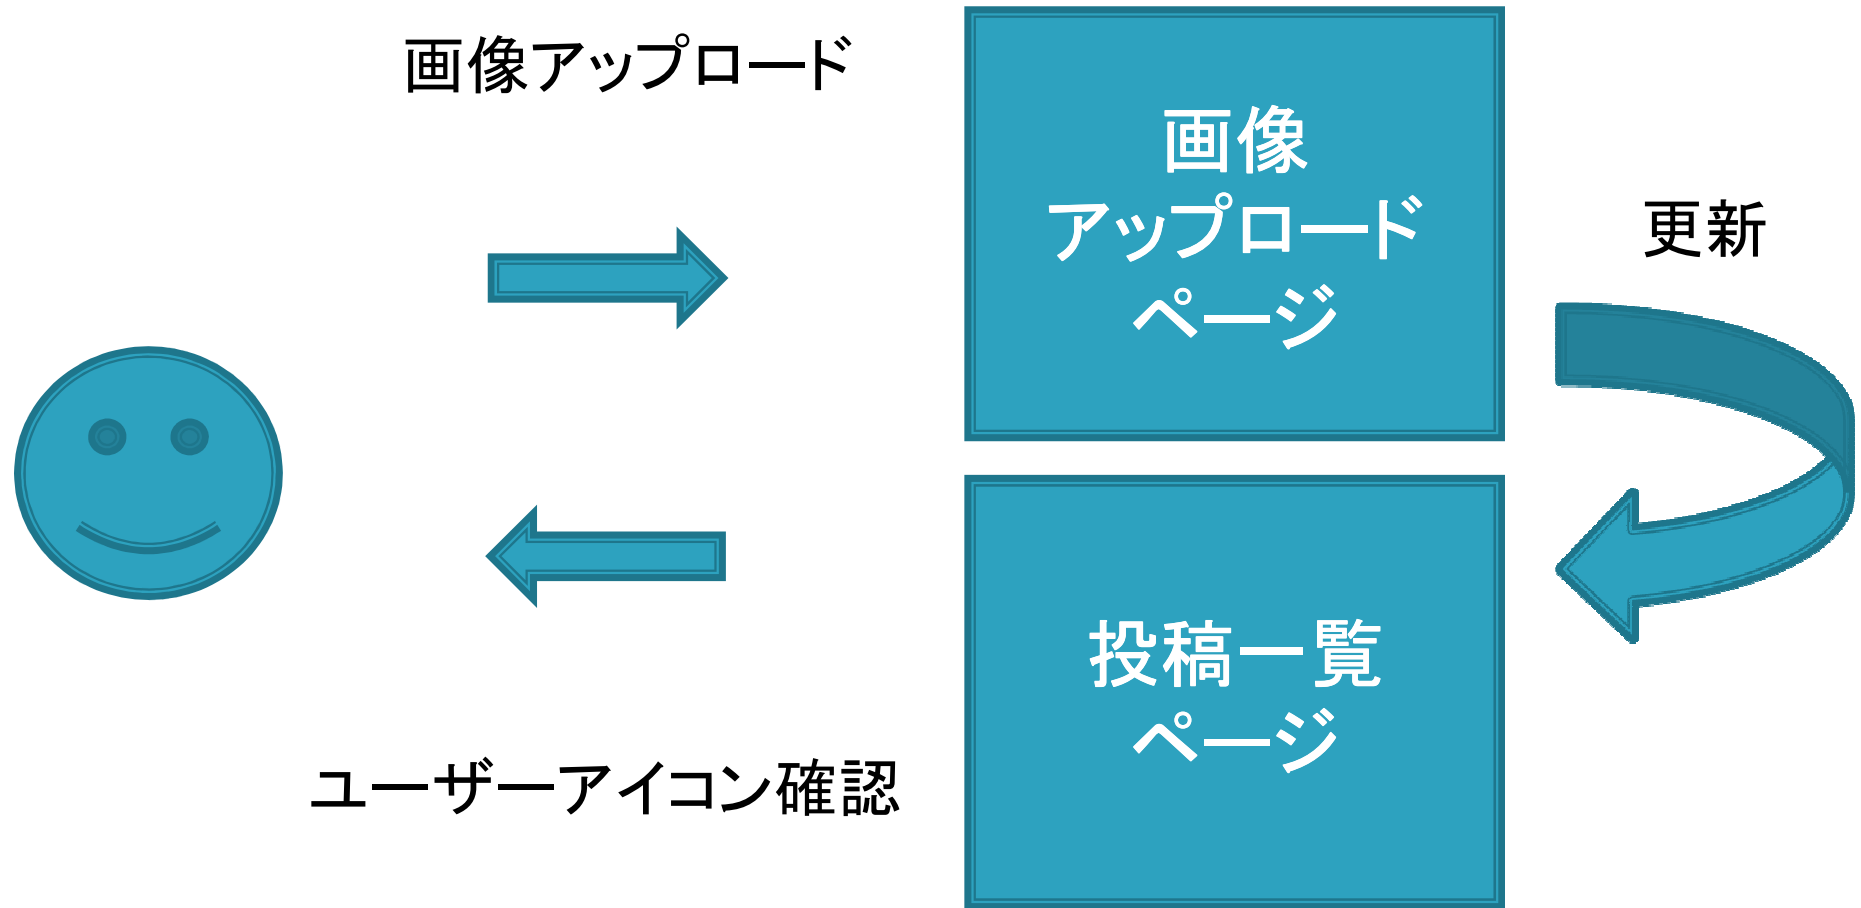 画像アップロード
画像
アップロード
ページ
更新
投稿一覧
ページ
ユーザーアイコン確認